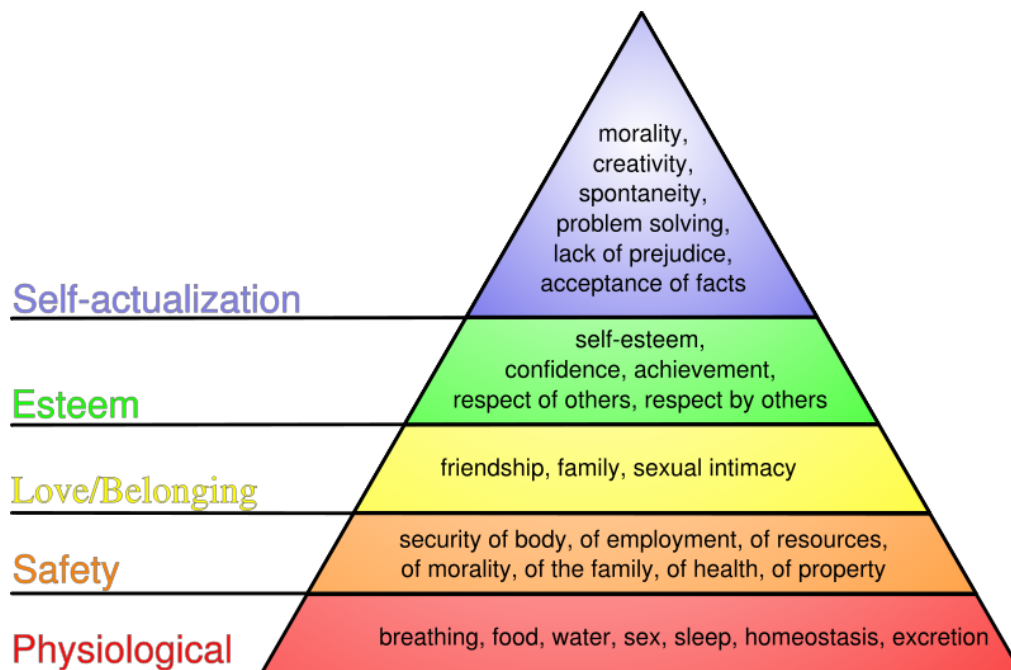 morality,
creativity,
spontaneity,
problem solving,
lack of prejudice,
acceptance of facts
Self-actualization
self-esteem,
confidence, achievement,
respect of others, respect by others
Esteem
friendship, family, sexual intimacy
Love/Belonging
security of body, of employment, of resources,
of morality, of the family, of health, of property
Safety
breathing, food, water, sex, sleep, homeostasis, excretion
Physiological